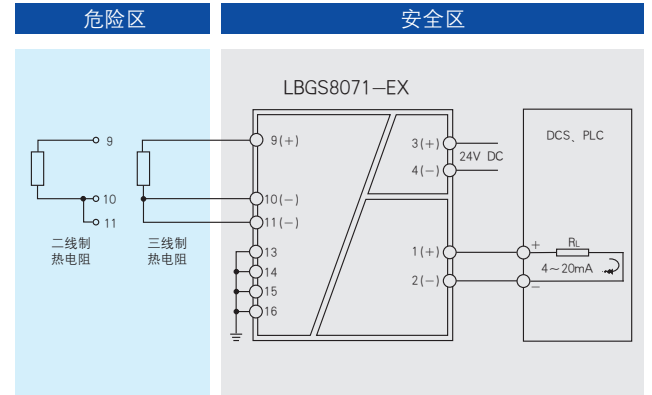 危险区
安全区
LBGS8071-EX
9
10
11
二线制
热电阻
三线制
热电阻
9(+)
10(-)
11(-)
13
14
15
16
3(+)
4(-)
24V DC
1(+)
2(-)
DCS、PLC
+
RL
4~20mA
-